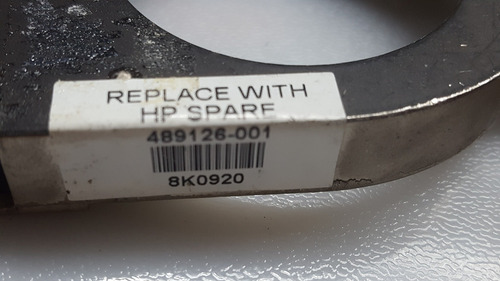 REPLACE WITH
HP SPARE
489126-001
8K0920